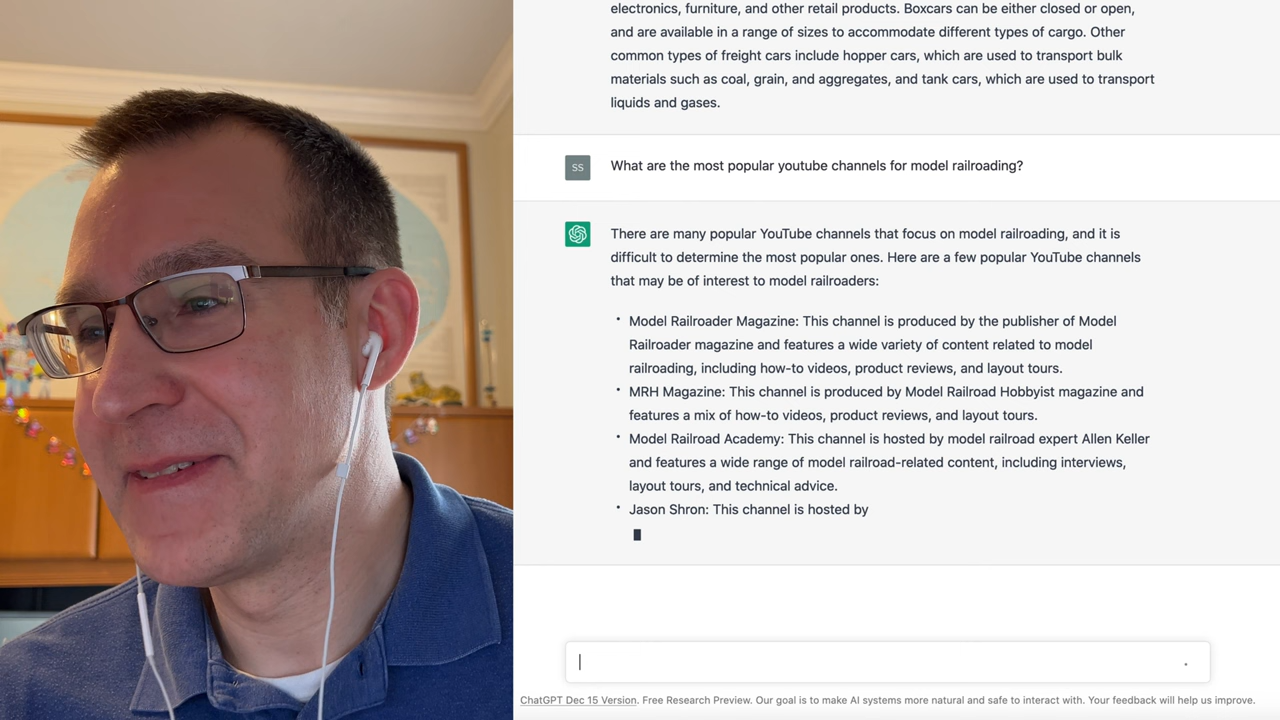 electronics, furniture, and other retail products. Boxcars can be either closed or open,
and are available in a range of sizes to accommodate different types of cargo. Other
common types of freight cars include hopper cars, which are used to transport bulk
materials such as coal, grain, and aggregates, and tank cars, which are used to transport
liquids and gases.
SS
What are the most popular youtube channels for model railroading?
There are many popular YouTube channels that focus on model railroading, and it is
difficult to determine the most popular ones. Here are a few popular YouTube channels
that may be of interest to model railroaders:
• Model Railroader Magazine: This channel is produced by the publisher of Model
Railroader magazine and features a wide variety of content related to model
railroading, including how-to videos, product reviews, and layout tours.
• MRH Magazine: This channel is produced by Model Railroad Hobbyist magazine and
features a mix of how-to videos, product reviews, and layout tours.
• Model Railroad Academy: This channel is hosted by model railroad expert Allen Keller
and features a wide range of model railroad-related content, including interviews,
layout tours, and technical advice.
• Jason Shron: This channel is hosted by
ChatGPT Dec 15 Version. Free Research Preview. Our goal is to make AI systems more natural and safe to interact with. Your feedback will help us improve.